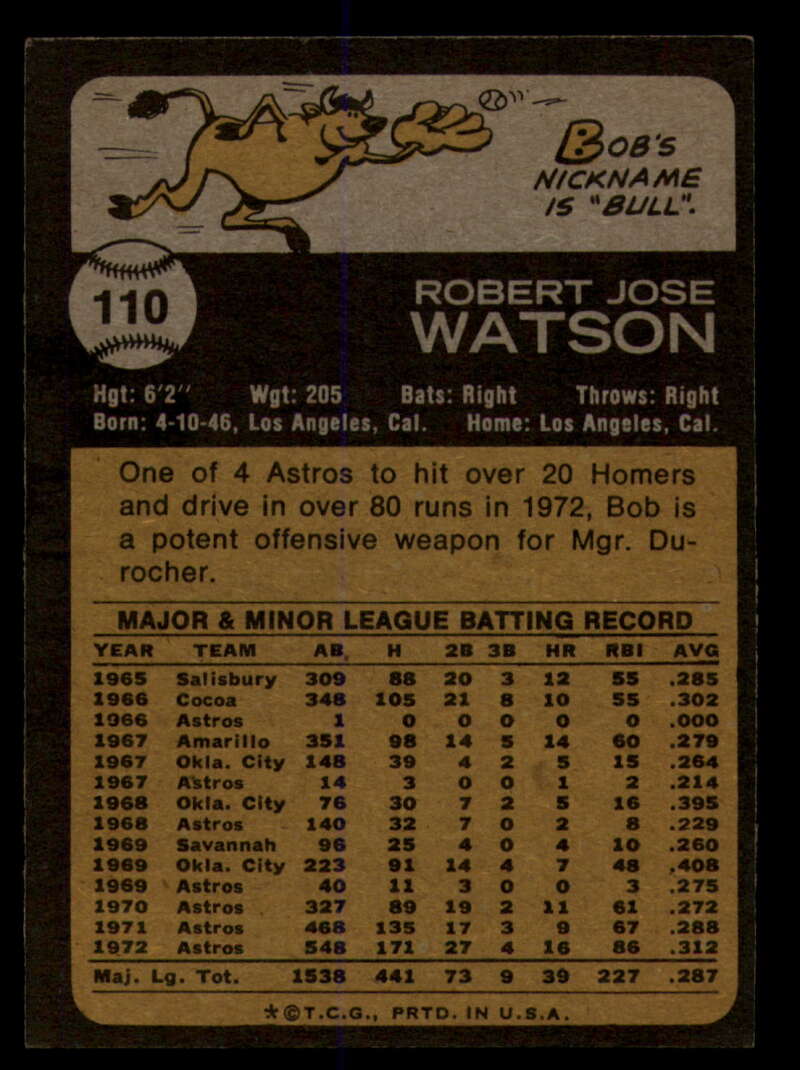 BOB'S
NICKNAME
IS "BULL".
110
ROBERT JOSE
WATSON
Hgt: 6'2" Wgt: 205 Bats: Right Throws: Right
Born: 4-10-46, Los Angeles, Cal. Home: Los Angeles, Cal.
One of 4 Astros to hit over 20 Homers
and drive in over 80 runs in 1972, Bob is
a potent offensive weapon for Mgr. Du-
rocher.
MAJOR & MINOR LEAGUE BATTING RECORD
YEAR TEAM AB H 2B 3B HR RBI AVG
1965 Salisbury 309 88 20 3 12 55 .285
1966 Cocoa 348 105 21 8 10 55 .302
1966 Astros 1 0 0 0 0 0 .000
1967 Amarillo 351 98 14 5 14 60 .279
1967 Okla. City 148 39 4 2 5 15 .264
1967 Astros 14 3 0 0 1 2 .214
1968 Okla. City 76 30 7 2 5 16 .395
1968 Astros 140 32 7 0 2 8 .229
1969 Savannah 96 25 4 0 4 10 .260
1969 Okla. City 223 91 14 4 7 48 .408
1969 Astros 40 11 3 0 0 3 .275
1970 Astros 327 89 19 2 11 61 .272
1971 Astros 468 135 17 3 9 67 .288
1972 Astros 548 171 27 4 16 86 .312
Maj. Lg. Tot. 1538 441 73 9 39 227 .287
*©T.C.G., PRTD. IN U.S.A.